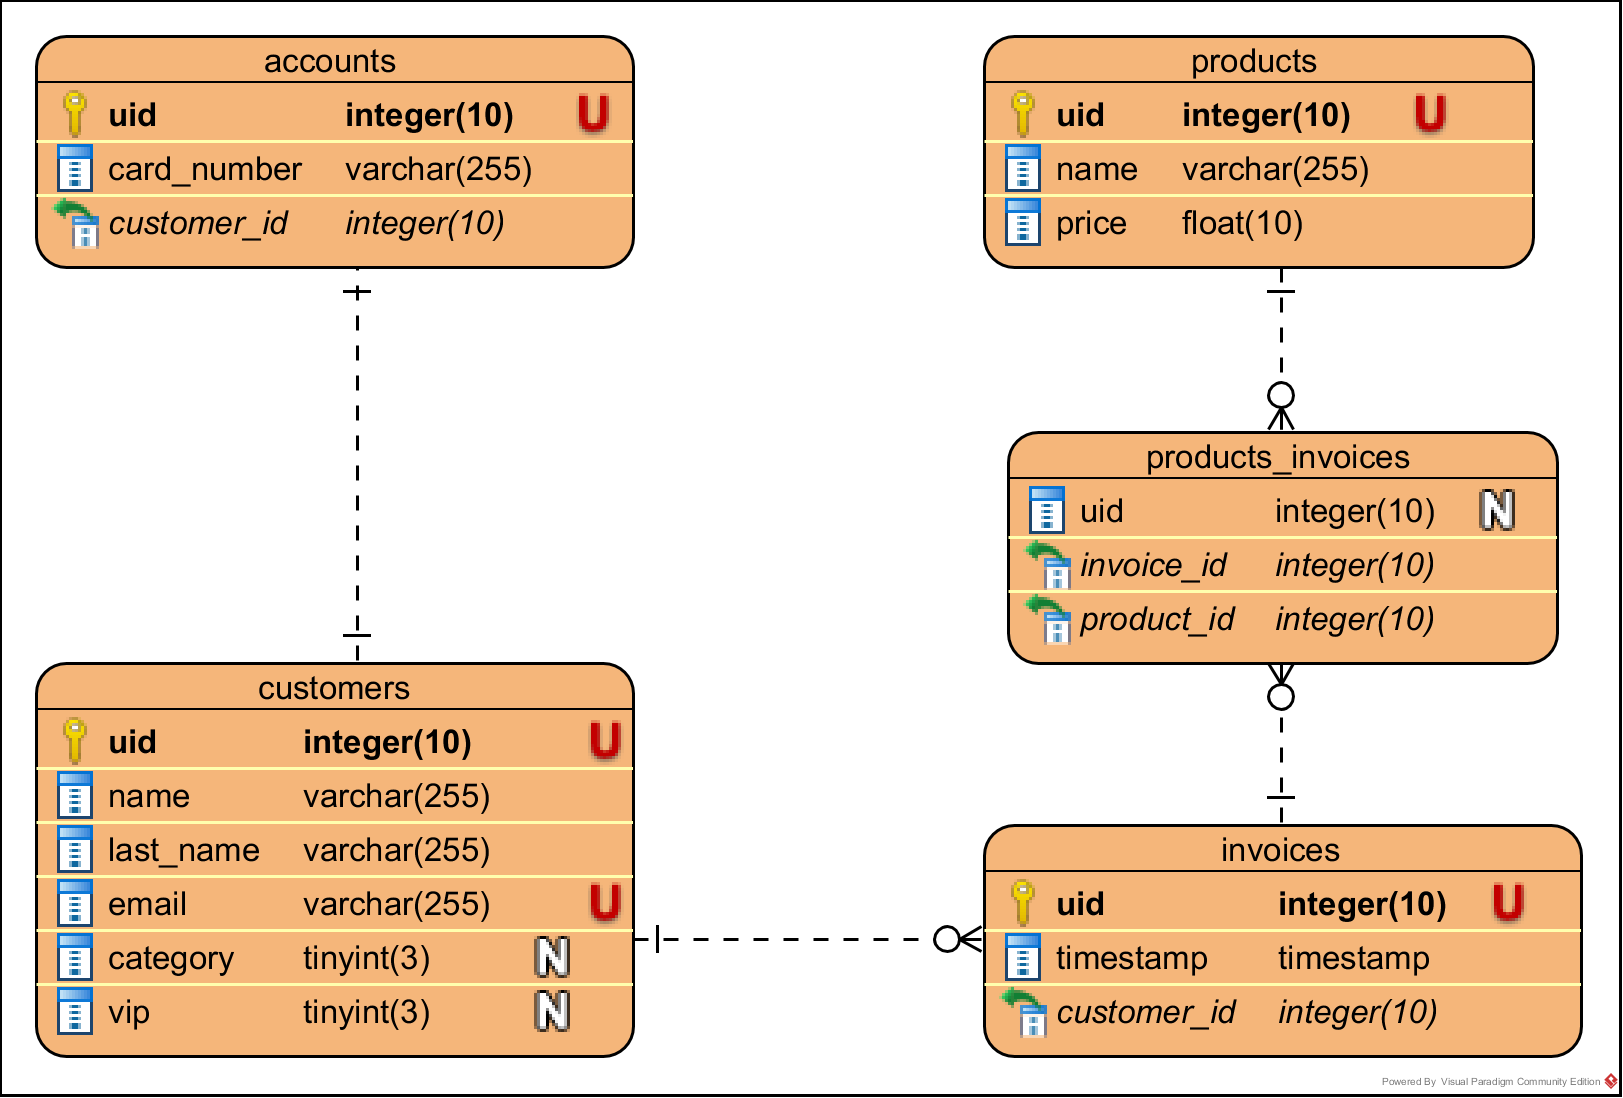 accounts
uid integer(10) U
card_number varchar(255)
customer_id integer(10)
products
uid integer(10) U
name varchar(255)
price float(10)
products_invoices
uid integer(10) N
invoice_id integer(10)
product_id integer(10)
customers
uid integer(10) U
name varchar(255)
last_name varchar(255)
email varchar(255) U
category tinyint(3) N
vip tinyint(3) N
invoices
uid integer(10) U
timestamp timestamp
customer_id integer(10)
Powered By Visual Paradigm Community Edition